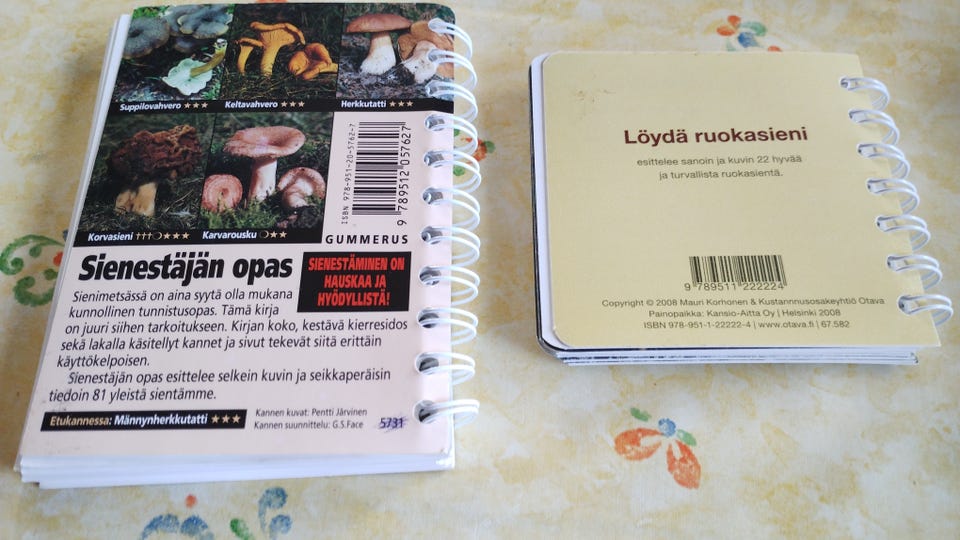 Suppilovahvero ★★★
Keltavahvero ★★★
Herkkutatti ★★★
ISBN 978-951-20-5762-7
9 789512 057627
Korvasieni †††❍★★★
Karvarousku ❍★★
GUMMERUS
Sienestäjän opas
SIENESTÄMINEN ON
HAUSKAA JA
HYÖDYLLISTÄ!
Sienimetsässä on aina syytä olla mukana
kunnollinen tunnistusopas. Tämä kirja
on juuri siihen tarkoitukseen. Kirjan koko, kestävä kierresidos
sekä lakalla käsitellyt kannet ja sivut tekevät siitä erittäin
käyttökelpoisen.
Sienestäjän opas esittelee selkein kuvin ja seikkaperäisin
tiedoin 81 yleistä sientämme.
Etukannessa: Männynherkkutatti ★★★
Kannen kuvat: Pentti Järvinen
Kannen suunnittelu: G.S.Face
5731
Löydä ruokasieni
esittelee sanoin ja kuvin 22 hyvää
ja turvallista ruokasientä.
9 789511 222224
Copyright © 2008 Mauri Korhonen & Kustannnusosakeyhtiö Otava
Painopaikka: Kansio-Aitta Oy | Helsinki 2008
ISBN 978-951-1-22222-4 | www.otava.fi | 67.582